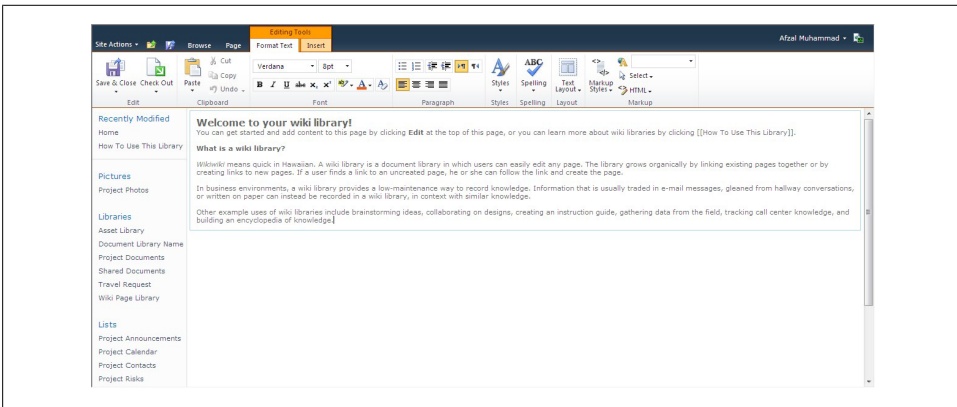 Editing Tools
Site Actions Browse Page Format Text Insert Afzal Muhammad
Save & Close Check Out Paste Cut Copy Undo Verdana 8pt Styles ABC Spelling Text Layout Markup Styles Select HTML
B I U abc x, x² A A
Edit Clipboard Font Paragraph Styles Spelling Layout Markup
Recently Modified
Home
How To Use This Library
Pictures
Project Photos
Libraries
Asset Library
Document Library Name
Project Documents
Shared Documents
Travel Request
Wiki Page Library
Lists
Project Announcements
Project Calendar
Project Contacts
Project Risks
Welcome to your wiki library!
You can get started and add content to this page by clicking Edit at the top of this page, or you can learn more about wiki libraries by clicking [[How To Use This Library]].
What is a wiki library?
Wikiwiki means quick in Hawaiian. A wiki library is a document library in which users can easily edit any page. The library grows organically by linking existing pages together or by
creating links to new pages. If a user finds a link to an uncreated page, he or she can follow the link and create the page.
In business environments, a wiki library provides a low-maintenance way to record knowledge. Information that is usually traded in e-mail messages, gleaned from hallway conversations,
or written on paper can instead be recorded in a wiki library, in context with similar knowledge.
Other example uses of wiki libraries include brainstorming ideas, collaborating on designs, creating an instruction guide, gathering data from the field, tracking call center knowledge, and
building an encyclopedia of knowledge.